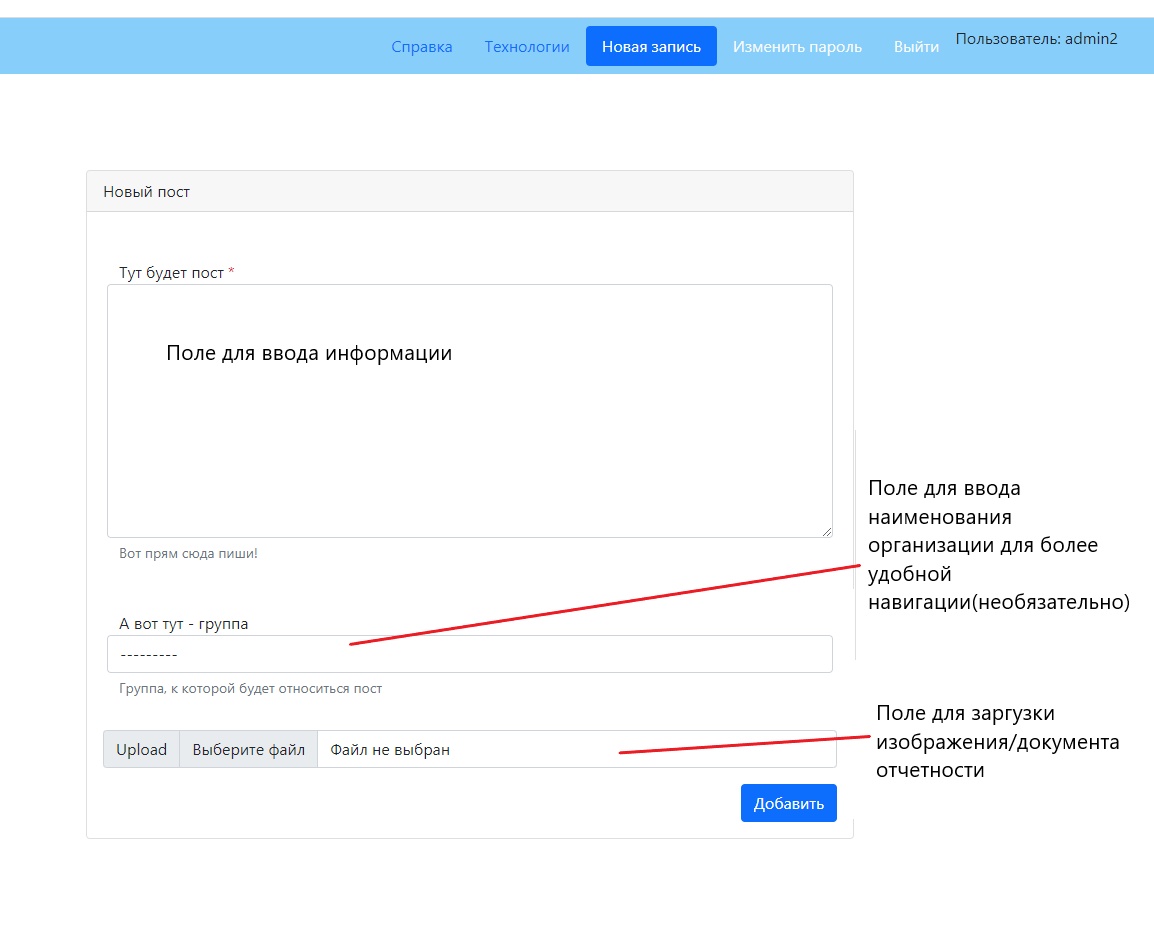 Справка Технологии Новая запись Изменить пароль Выйти Пользователь: admin2
Новый пост
Тут будет пост *
Поле для ввода информации
Вот прям сюда пиши!
Поле для ввода
наименования
организации для более
удобной
навигации(необязательно)
А вот тут - группа
---------
Группа, к которой будет относиться пост
Поле для заргузки
изображения/документа
отчетности
Upload Выберите файл Файл не выбран
Добавить